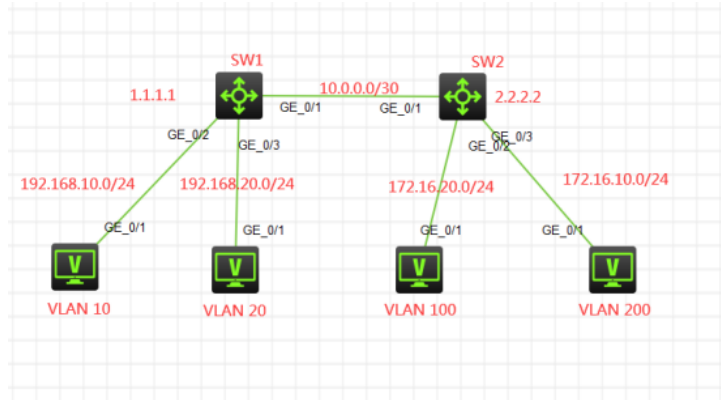 SW1
SW2
1.1.1.1
10.0.0.0/30
2.2.2.2
GE_0/1
GE_0/1
GE_0/2
GE_0/3
GE_0/3
GE_0/2
192.168.10.0/24
192.168.20.0/24
172.16.20.0/24
172.16.10.0/24
GE_0/1
GE_0/1
GE_0/1
GE_0/1
V
V
V
V
VLAN 10
VLAN 20
VLAN 100
VLAN 200